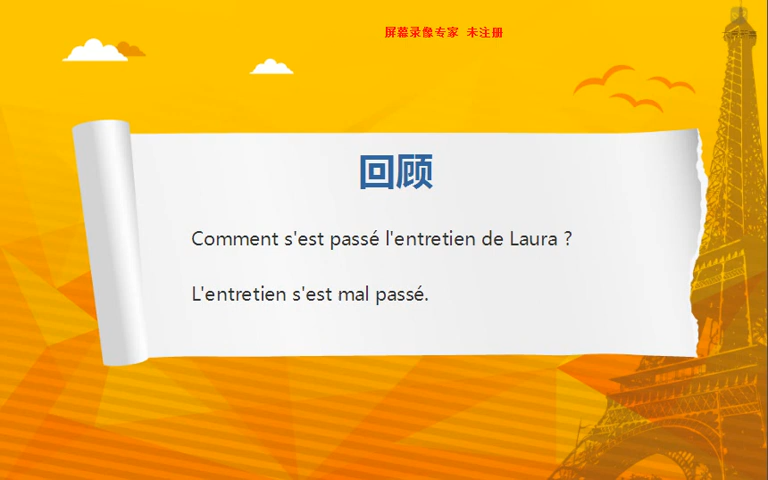 屏幕录像专家 未注册
回顾
Comment s'est passé l'entretien de Laura ?
L'entretien s'est mal passé.